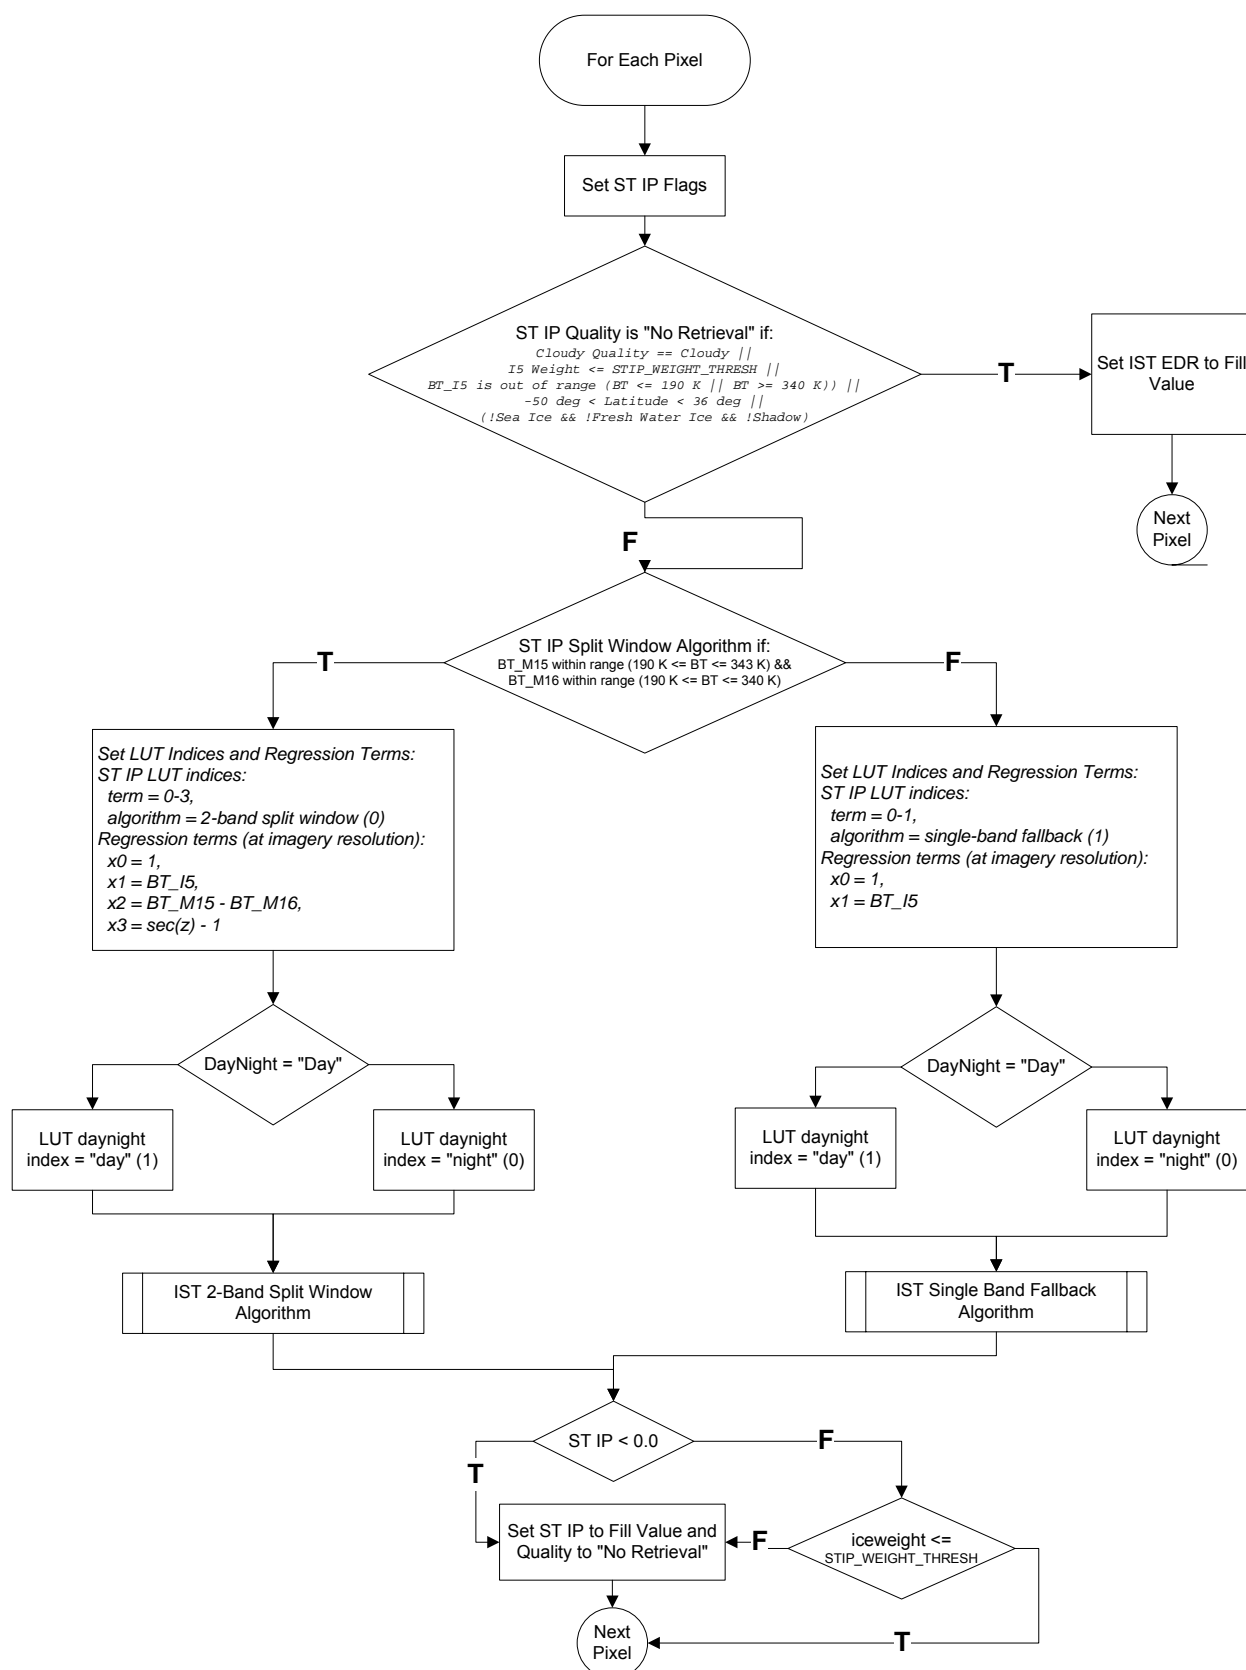 For Each Pixel
Set ST IP Flags
ST IP Quality is "No Retrieval" if:
Cloudy Quality == Cloudy ||
I5 Weight <= STIP_WEIGHT_THRESH ||
BT_I5 is out of range (BT <= 190 K || BT >= 340 K)) ||
-50 deg < Latitude < 36 deg ||
(!Sea Ice && !Fresh Water Ice && !Shadow)
T
Set IST EDR to Fill
Value
Next
Pixel
F
ST IP Split Window Algorithm if:
BT_M15 within range (190 K <= BT <= 343 K) &&
BT_M16 within range (190 K <= BT <= 340 K)
T
F
Set LUT Indices and Regression Terms:
ST IP LUT indices:
term = 0-3,
algorithm = 2-band split window (0)
Regression terms (at imagery resolution):
x0 = 1,
x1 = BT_I5,
x2 = BT_M15 - BT_M16,
x3 = sec(z) - 1
Set LUT Indices and Regression Terms:
ST IP LUT indices:
term = 0-1,
algorithm = single-band fallback (1)
Regression terms (at imagery resolution):
x0 = 1,
x1 = BT_I5
DayNight = "Day"
DayNight = "Day"
LUT daynight
index = "day" (1)
LUT daynight
index = "night" (0)
LUT daynight
index = "day" (1)
LUT daynight
index = "night" (0)
IST 2-Band Split Window
Algorithm
IST Single Band Fallback
Algorithm
ST IP < 0.0
T
F
Set ST IP to Fill Value and
Quality to "No Retrieval"
F
iceweight <=
STIP_WEIGHT_THRESH
Next
Pixel
T